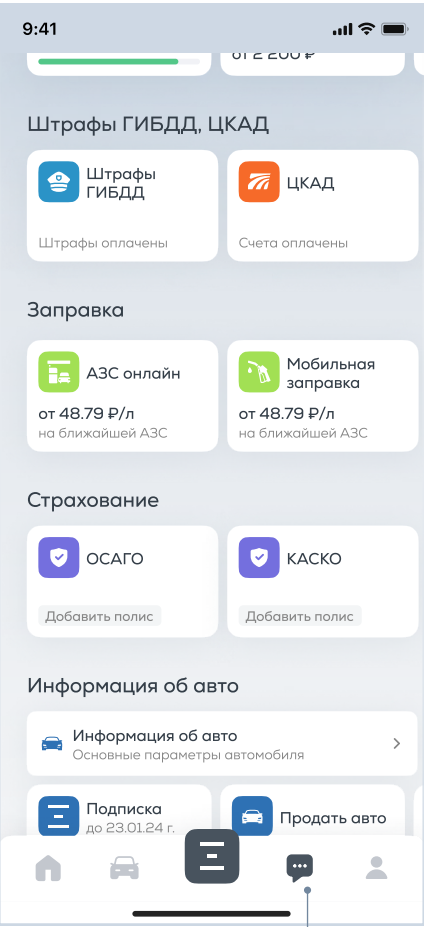 9:41
от 2 200 ₽
Штрафы ГИБДД, ЦКАД
Штрафы
ГИБДД
ЦКАД
Штрафы оплачены
Счета оплачены
Заправка
АЗС онлайн
Мобильная
заправка
от 48.79 ₽/л
от 48.79 ₽/л
на ближайшей АЗС
на ближайшей АЗС
Страхование
ОСАГО
КАСКО
Добавить полис
Добавить полис
Информация об авто
Информация об авто
Основные параметры автомобиля
Подписка
до 23.01.24 г.
Продать авто